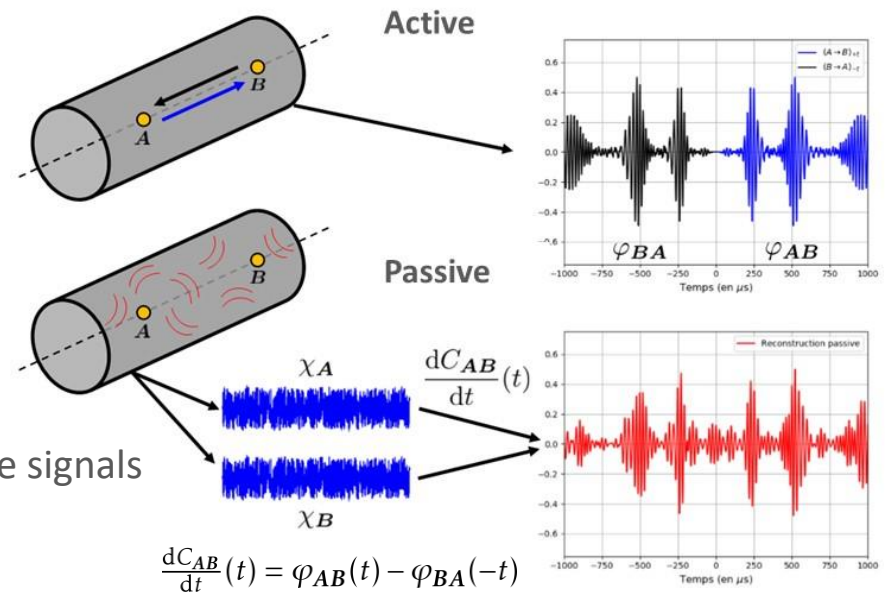 Active
B
A
(A→B)+t
(B→A)−t
0.6
0.4
0.2
0.0
−0.2
−0.4
−.6
φBA
φAB
−1000 −750 −500 −250 0 250 500 750 1000
Temps (en µs)
Passive
B
A
χA
dCAB/dt (t)
e signals
χB
Reconstruction passive
0.6
0.4
0.2
0.0
−0.2
−0.4
−0.6
−1000 −750 −500 −250 0 250 500 750 1000
Temps (en µs)
dCAB/dt (t) = φAB(t) − φBA(−t)